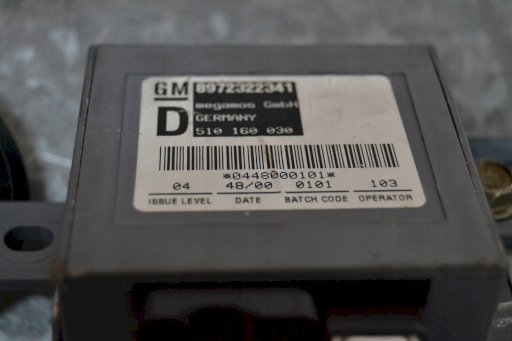 GM 8972322341
megamos GmbH
D GERMANY
510 160 030
*0448000101*
04 48/00 0101 103
ISSUE LEVEL DATE BATCH CODE OPERATOR